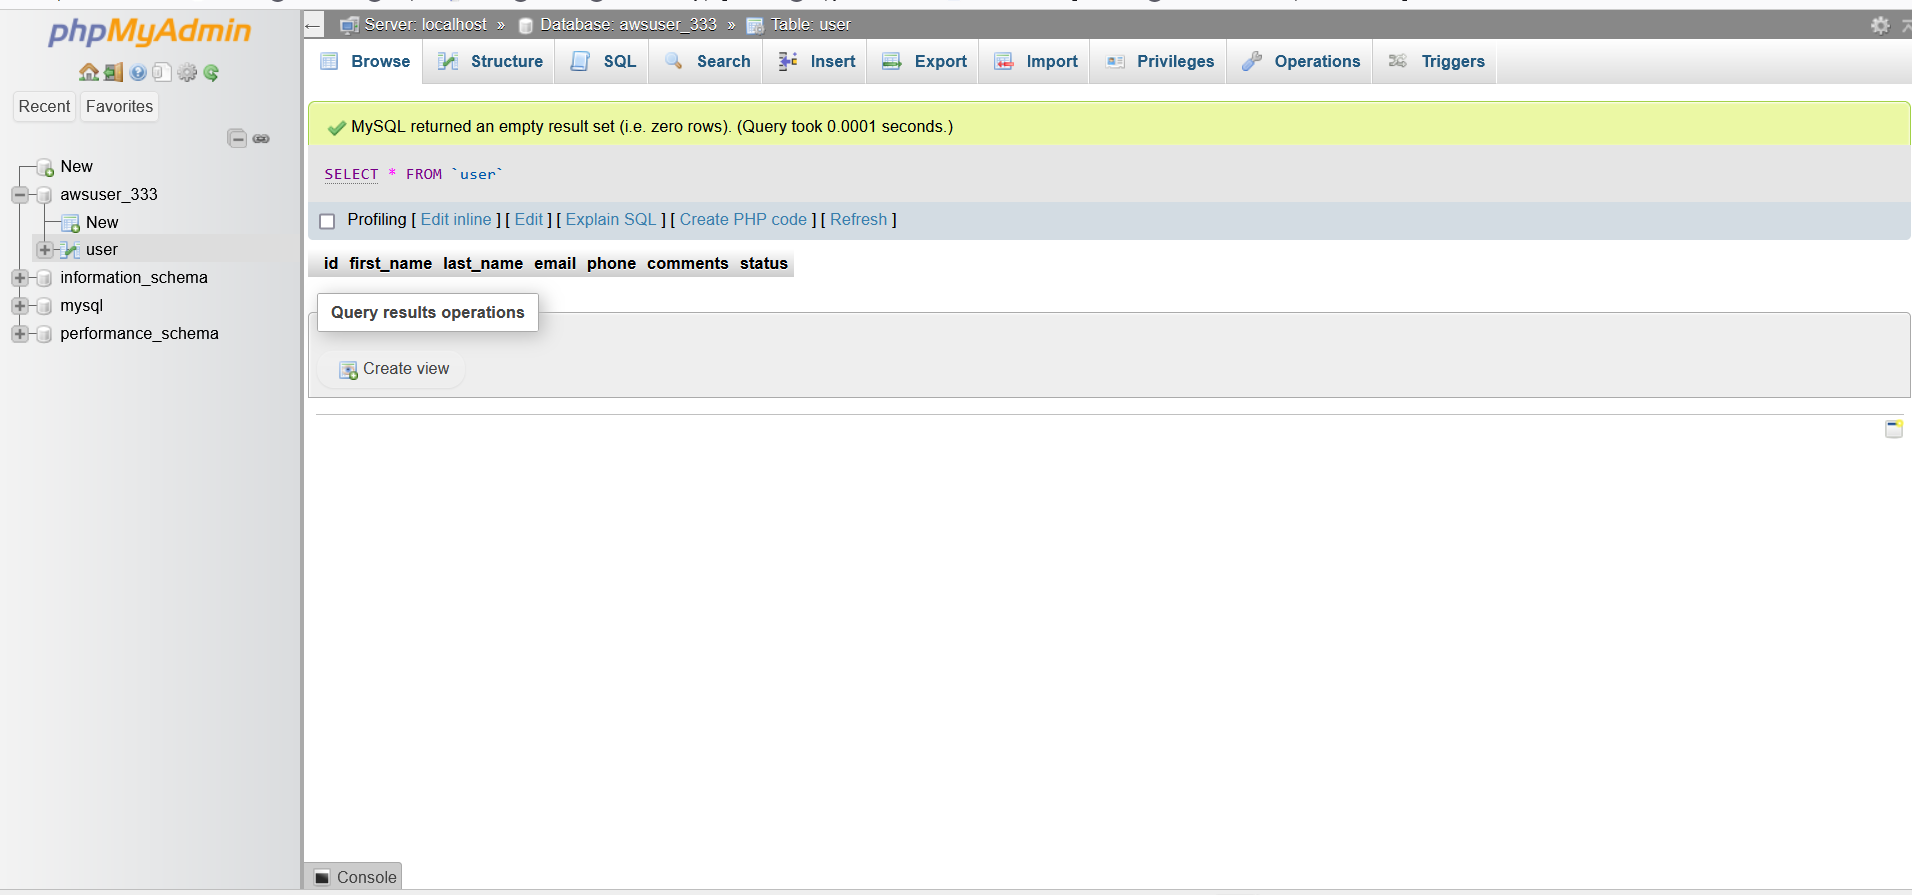 phpMyAdmin
Recent Favorites
New
awsuser_333
New
user
information_schema
mysql
performance_schema
Server: localhost » Database: awsuser_333 » Table: user
Browse Structure SQL Search Insert Export Import Privileges Operations Triggers
MySQL returned an empty result set (i.e. zero rows). (Query took 0.0001 seconds.)
SELECT * FROM `user`
Profiling [ Edit inline ] [ Edit ] [ Explain SQL ] [ Create PHP code ] [ Refresh ]
id first_name last_name email phone comments status
Query results operations
Create view
Console